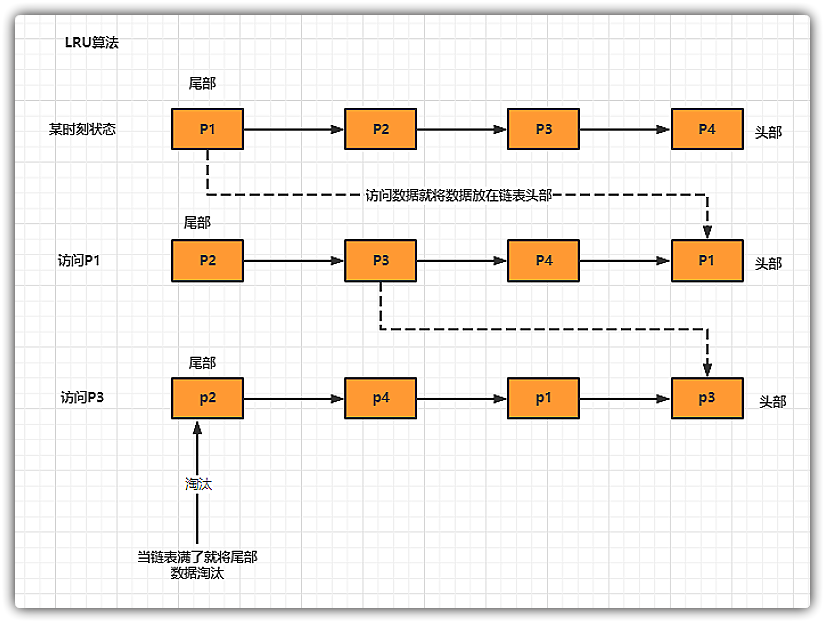 LRU算法
尾部
某时刻状态
P1
P2
P3
P4
头部
访问数据就将数据放在链表头部
尾部
访问P1
P2
P3
P4
P1
头部
尾部
访问P3
p2
p4
p1
p3
头部
淘汰
当链表满了就将尾部
数据淘汰